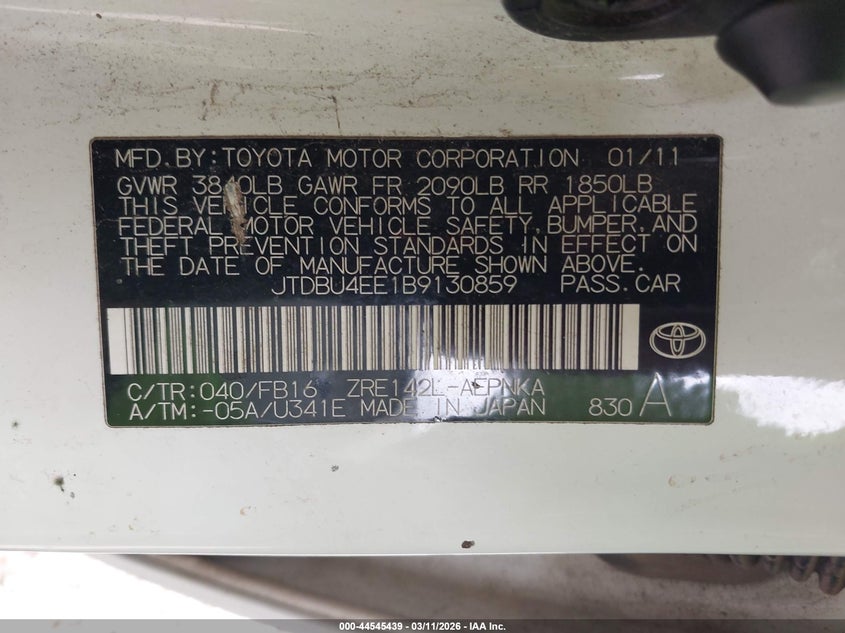 MFD.BY:TOYOTA MOTOR CORPORATION 01/11
GVWR LB GAWR FR 2090LB RR 1850LB
THIS VEHICLE CONFORMS TO ALL APPLICABLE
FEDERAL MOTOR VEHICLE SAFETY,BUMPER,AND
THEFT PREVENTION STANDARDS IN EFFECT ON
THE DATE OF MANUFACTURE SHOWN ABOVE.
JTDBU4EE1B9130859 PASS.CAR
C/TR:040/FB16 ZRE142L-AEPNKA
A/TM:-05A/U341E MADE IN JAPAN 830 A
000-44545439 - 03/11/2026 - IAA Inc.